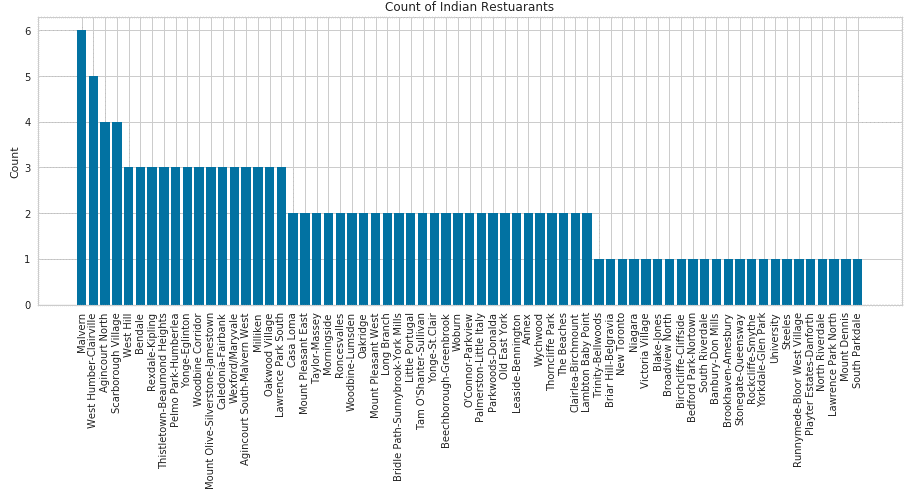 Count of Indian Restuarants
Count
6
5
4
3
2
1
0
Malvern
West Humber-Clairville
Agincourt North
Scarborough Village
West Hill
Bendale
Rexdale-Kipling
Thistletown-Beaumond Heights
Pelmo Park-Humberlea
Yonge-Eglinton
Woodbine Corridor
Mount Olive-Silverstone-Jamestown
Caledonia-Fairbank
Wexford/Maryvale
Agincourt South-Malvern West
Milliken
Oakwood Village
Lawrence Park South
Casa Loma
Mount Pleasant East
Taylor-Massey
Morningside
Roncesvalles
Woodbine-Lumsden
Oakridge
Mount Pleasant West
Long Branch
Bridle Path-Sunnybrook-York Mills
Little Portugal
Tam O'Shanter-Sullivan
Yonge-St.Clair
Beechborough-Greenbrook
Woburn
O'Connor-Parkview
Palmerston-Little Italy
Parkwoods-Donalda
Old East York
Leaside-Bennington
Annex
Wychwood
Thorncliffe Park
The Beaches
Clairlea-Birchmount
Lambton Baby Point
Trinity-Bellwoods
Briar Hill-Belgravia
New Toronto
Niagara
Victoria Village
Blake-Jones
Broadview North
Birchcliffe-Cliffside
Bedford Park-Nortown
South Riverdale
Banbury-Don Mills
Brookhaven-Amesbury
Stonegate-Queensway
Rockcliffe-Smythe
Yorkdale-Glen Park
University
Steeles
Runnymede-Bloor West Village
Playter Estates-Danforth
North Riverdale
Lawrence Park North
Mount Dennis
South Parkdale